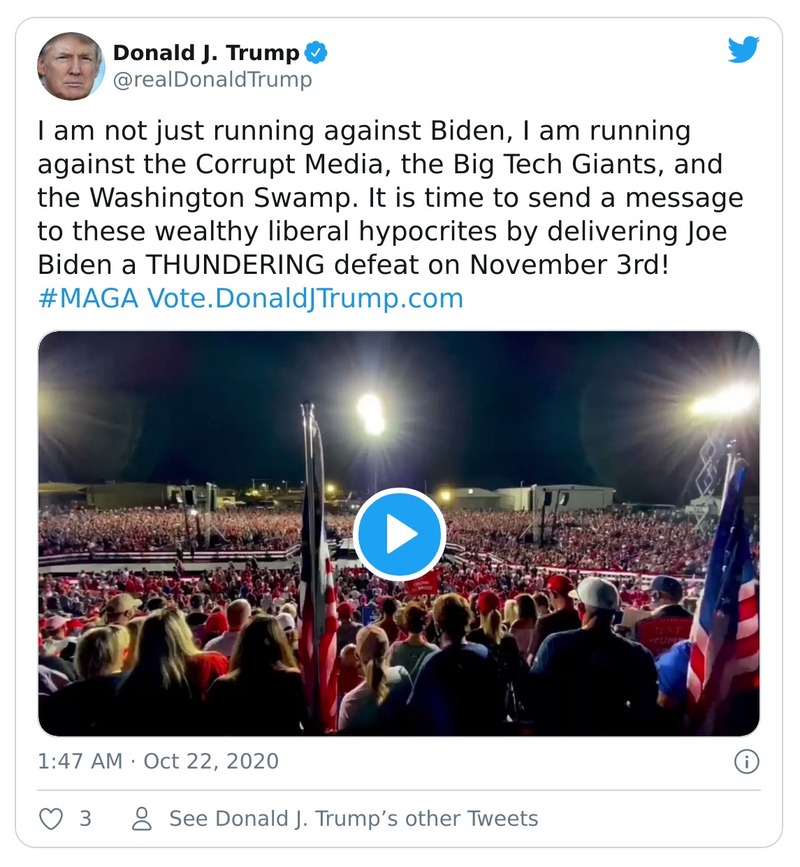 Donald J. Trump
@realDonaldTrump
I am not just running against Biden, I am running
against the Corrupt Media, the Big Tech Giants, and
the Washington Swamp. It is time to send a message
to these wealthy liberal hypocrites by delivering Joe
Biden a THUNDERING defeat on November 3rd!
#MAGA Vote.DonaldJTrump.com
1:47 AM · Oct 22, 2020
3
See Donald J. Trump’s other Tweets